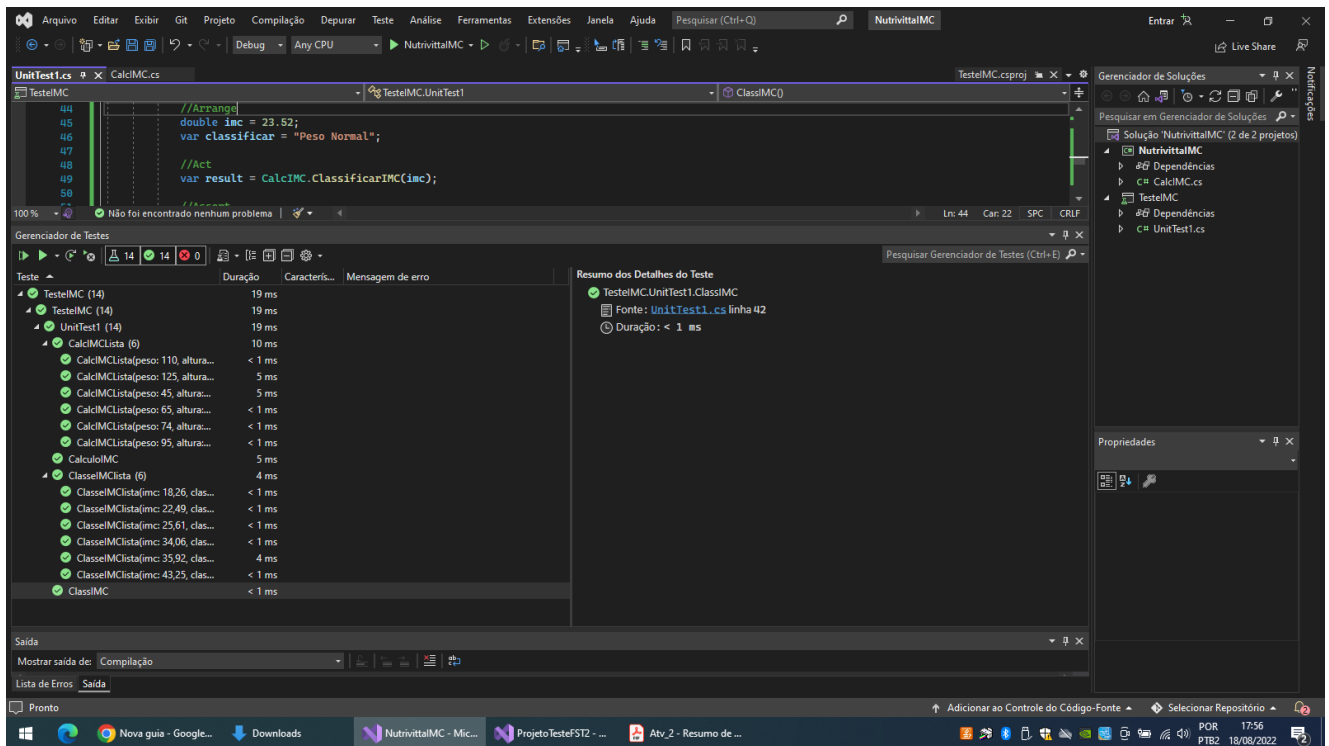 Arquivo Editar Exibir Git Projeto Compilação Depurar Teste Análise Ferramentas Extensões Janela Ajuda Pesquisar (Ctrl+Q) NutrivittalMC Entrar
Debug Any CPU NutrivittalMC Live Share
UnitTest1.cs CalcIMC.cs TesteIMC.csproj
TesteIMC TesteIMC.UnitTest1 ClassIMC()
44 //Arrange
45 double imc = 23.52;
46 var classificar = "Peso Normal";
47
48 //Act
49 var result = CalcIMC.ClassificarIMC(imc);
50
51 //Assert
100 % Não foi encontrado nenhum problema Ln: 44 Car: 22 SPC CRLF
Gerenciador de Testes
14 14 0 Pesquisar Gerenciador de Testes (Ctrl+E)
Teste Duração Caracterís... Mensagem de erro
TesteIMC (14) 19 ms
TesteIMC (14) 19 ms
UnitTest1 (14) 19 ms
CalcIMCLista (6) 10 ms
CalcIMCLista(peso: 110, altura... < 1 ms
CalcIMCLista(peso: 125, altura... 5 ms
CalcIMCLista(peso: 45, altura:... 5 ms
CalcIMCLista(peso: 65, altura:... < 1 ms
CalcIMCLista(peso: 74, altura:... < 1 ms
CalcIMCLista(peso: 95, altura:... < 1 ms
CalculoIMC 5 ms
ClasseIMClista (6) 4 ms
ClasseIMClista(imc: 18,26, clas... < 1 ms
ClasseIMClista(imc: 22,49, clas... < 1 ms
ClasseIMClista(imc: 25,61, clas... < 1 ms
ClasseIMClista(imc: 34,06, clas... < 1 ms
ClasseIMClista(imc: 35,92, clas... 4 ms
ClasseIMClista(imc: 43,25, clas... < 1 ms
ClassIMC < 1 ms
Resumo dos Detalhes do Teste
TesteIMC.UnitTest1.ClassIMC
Fonte: UnitTest1.cs linha 42
Duração: < 1 ms
Saída
Mostrar saída de: Compilação
Lista de Erros Saída
Gerenciador de Soluções
Pesquisar em Gerenciador de Soluções
Solução 'NutrivittalMC' (2 de 2 projetos)
NutrivittalMC
Dependências
C# CalcIMC.cs
TesteIMC
Dependências
C# UnitTest1.cs
Propriedades
Notificações
Pronto Adicionar ao Controle do Código-Fonte Selecionar Repositório 2
Nova guia - Google... Downloads NutrivittalMC - Mic... ProjetoTesteFST2 - ... Atv_2 - Resumo de ... POR 17:56
PTB2 18/08/2022 2